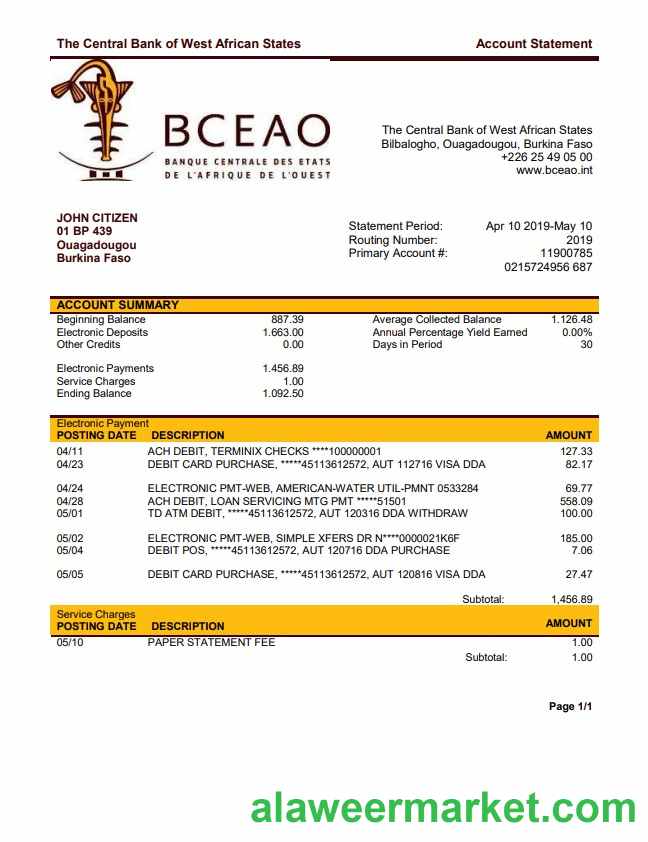 The Central Bank of West African States Account Statement
BCEAO
BANQUE CENTRALE DES ETATS
DE L'AFRIQUE DE L'OUEST
The Central Bank of West African States
Bilbalogho, Ouagadougou, Burkina Faso
+226 25 49 05 00
www.bceao.int
JOHN CITIZEN
01 BP 439
Ouagadougou
Burkina Faso
Statement Period: Apr 10 2019-May 10
Routing Number: 2019
Primary Account #: 11900785
0215724956 687
ACCOUNT SUMMARY
Beginning Balance 887.39 Average Collected Balance 1.126.48
Electronic Deposits 1.663.00 Annual Percentage Yield Earned 0.00%
Other Credits 0.00 Days in Period 30
Electronic Payments 1.456.89
Service Charges 1.00
Ending Balance 1.092.50
Electronic Payment
POSTING DATE DESCRIPTION AMOUNT
04/11 ACH DEBIT, TERMINIX CHECKS ****100000001 127.33
04/23 DEBIT CARD PURCHASE, *****45113612572, AUT 112716 VISA DDA 82.17
04/24 ELECTRONIC PMT-WEB, AMERICAN-WATER UTIL-PMNT 0533284 69.77
04/28 ACH DEBIT, LOAN SERVICING MTG PMT *****51501 558.09
05/01 TD ATM DEBIT, *****45113612572, AUT 120316 DDA WITHDRAW 100.00
05/02 ELECTRONIC PMT-WEB, SIMPLE XFERS DR N****0000021K6F 185.00
05/04 DEBIT POS, *****45113612572, AUT 120716 DDA PURCHASE 7.06
05/05 DEBIT CARD PURCHASE, *****45113612572, AUT 120816 VISA DDA 27.47
Subtotal: 1,456.89
Service Charges
POSTING DATE DESCRIPTION AMOUNT
05/10 PAPER STATEMENT FEE 1.00
Subtotal: 1.00
Page 1/1
alaweermarket.com